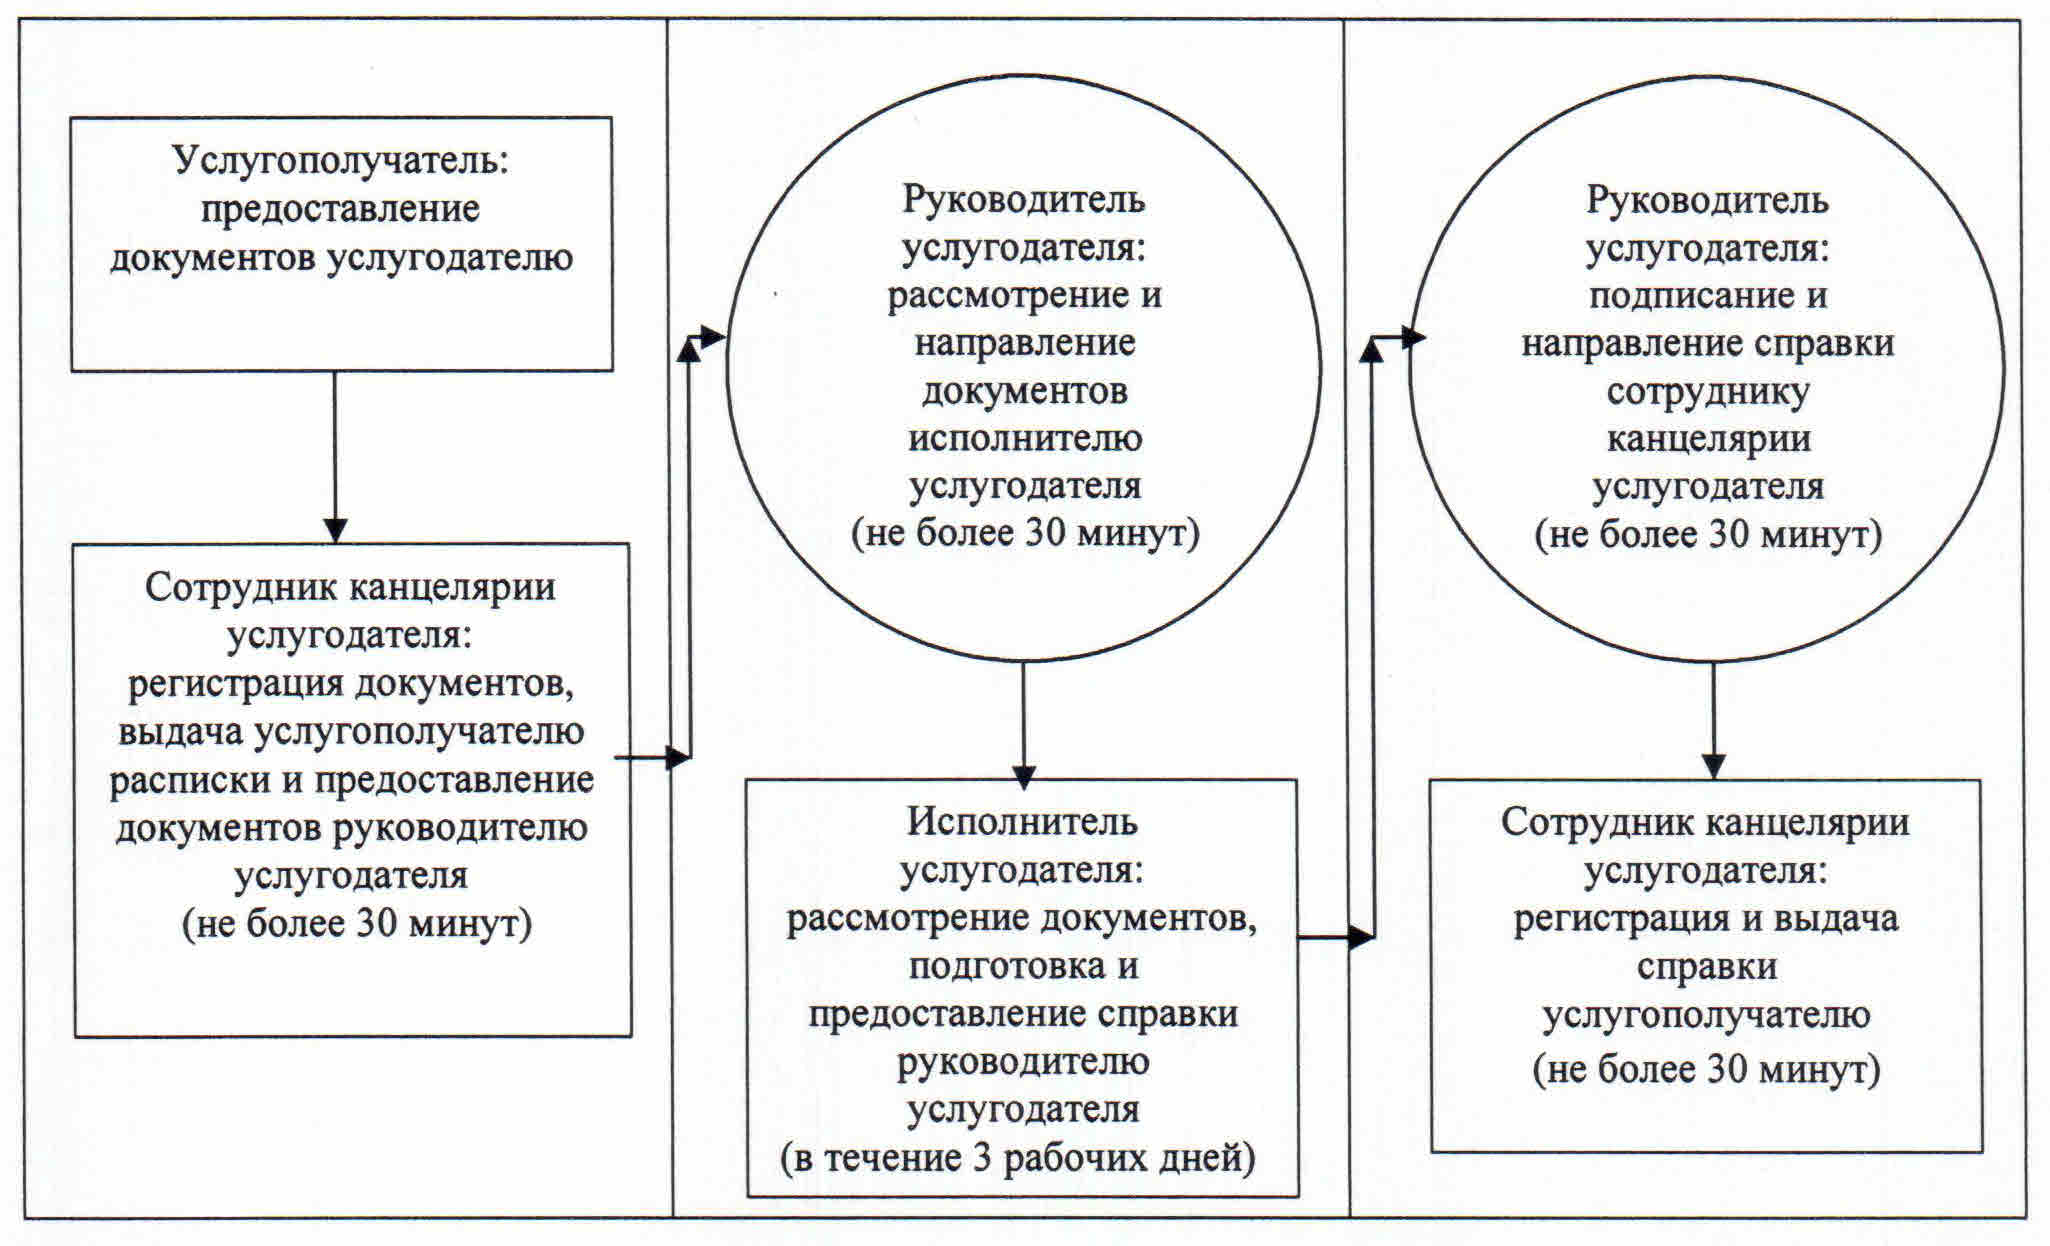 Услугополучатель:
предоставление
документов услугодателю
Сотрудник канцелярии
услугодателя:
регистрация документов,
выдача услугополучателю
расписки и предоставление
документов руководителю
услугодателя
(не более 30 минут)
Руководитель
услугодателя:
рассмотрение и
направление
документов
исполнителю
услугодателя
(не более 30 минут)
Исполнитель
услугодателя:
рассмотрение документов,
подготовка и
предоставление справки
руководителю
услугодателя
(в течение 3 рабочих дней)
Руководитель
услугодателя:
подписание и
направление справки
сотруднику
канцелярии
услугодателя
(не более 30 минут)
Сотрудник канцелярии
услугодателя:
регистрация и выдача
справки
услугополучателю
(не более 30 минут)